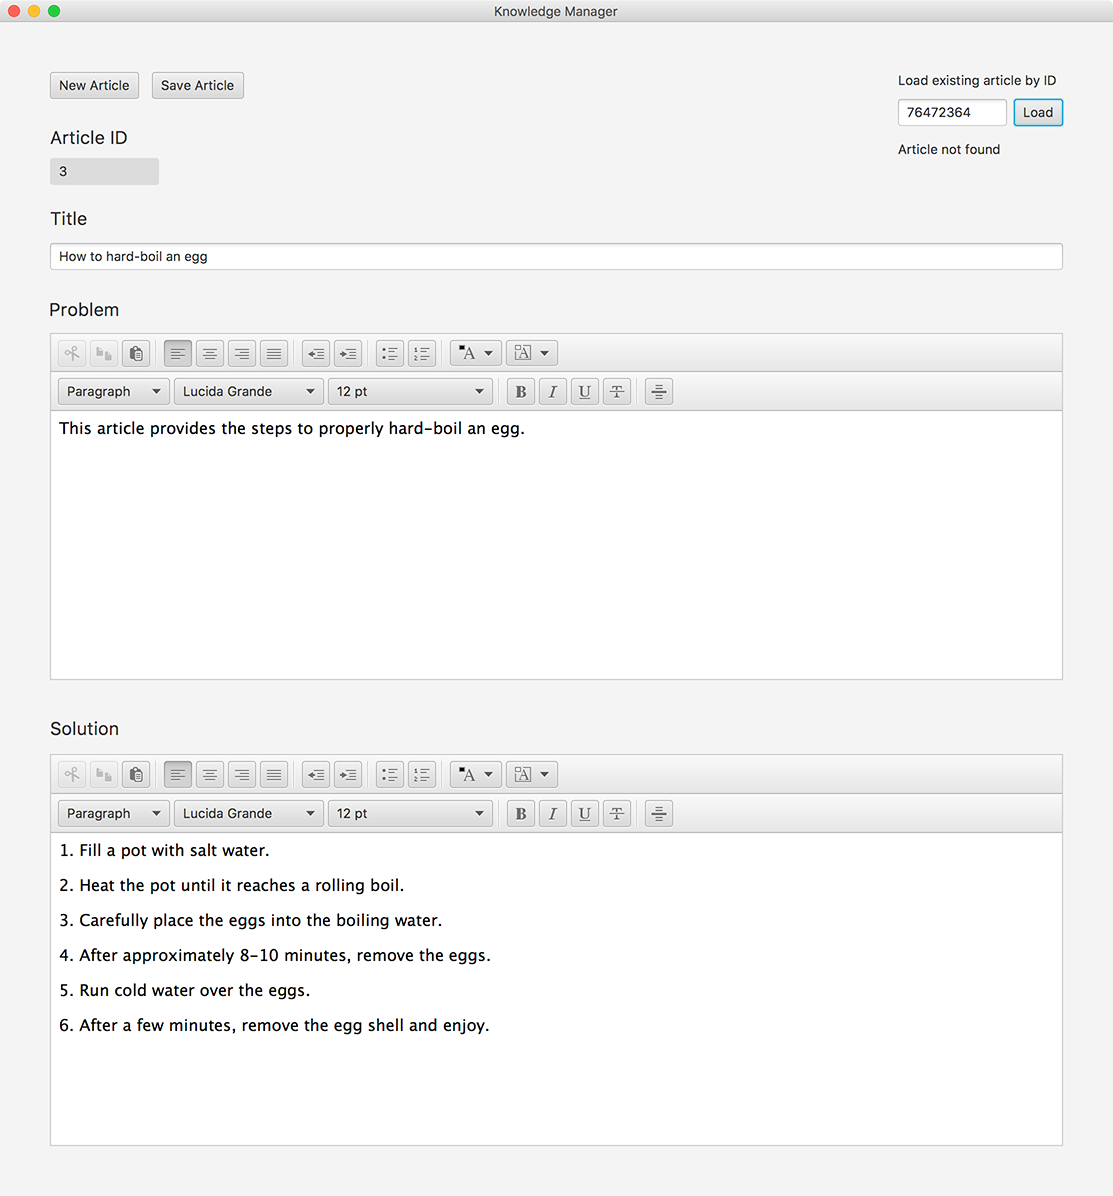 Knowledge Manager
New Article Save Article
Load existing article by ID
76472364 Load
Article not found
Article ID
3
Title
How to hard-boil an egg
Problem
Paragraph Lucida Grande 12 pt B I U T
This article provides the steps to properly hard-boil an egg.
Solution
Paragraph Lucida Grande 12 pt B I U T
1. Fill a pot with salt water.
2. Heat the pot until it reaches a rolling boil.
3. Carefully place the eggs into the boiling water.
4. After approximately 8-10 minutes, remove the eggs.
5. Run cold water over the eggs.
6. After a few minutes, remove the egg shell and enjoy.